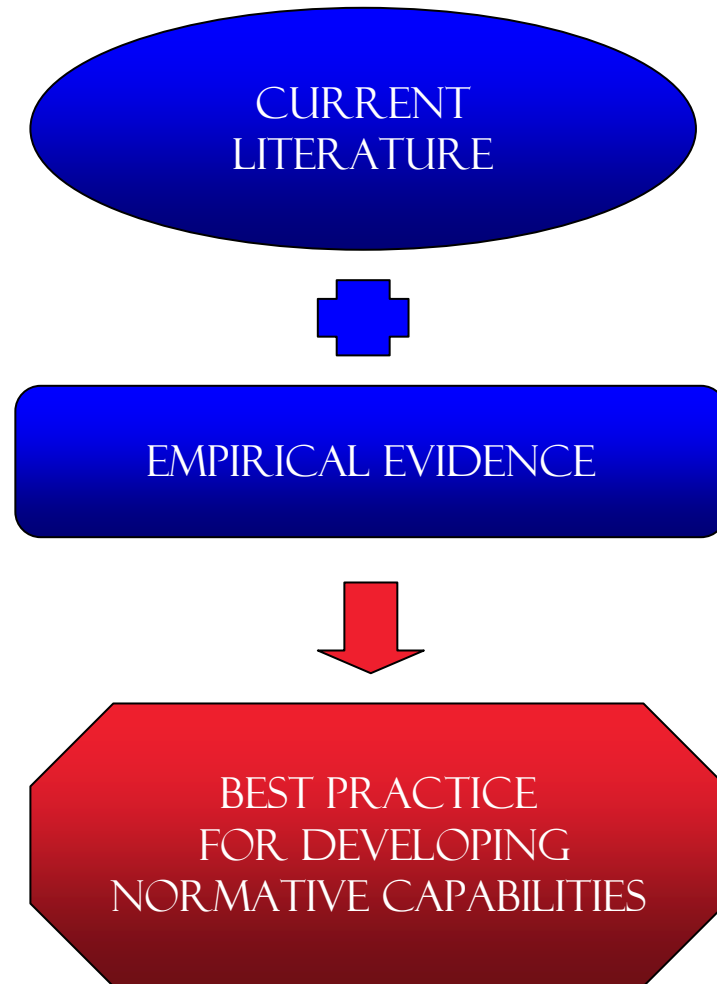 CURRENT
LITERATURE
EMPIRICAL EVIDENCE
BEST PRACTICE
FOR DEVELOPING
NORMATIVE CAPABILITIES